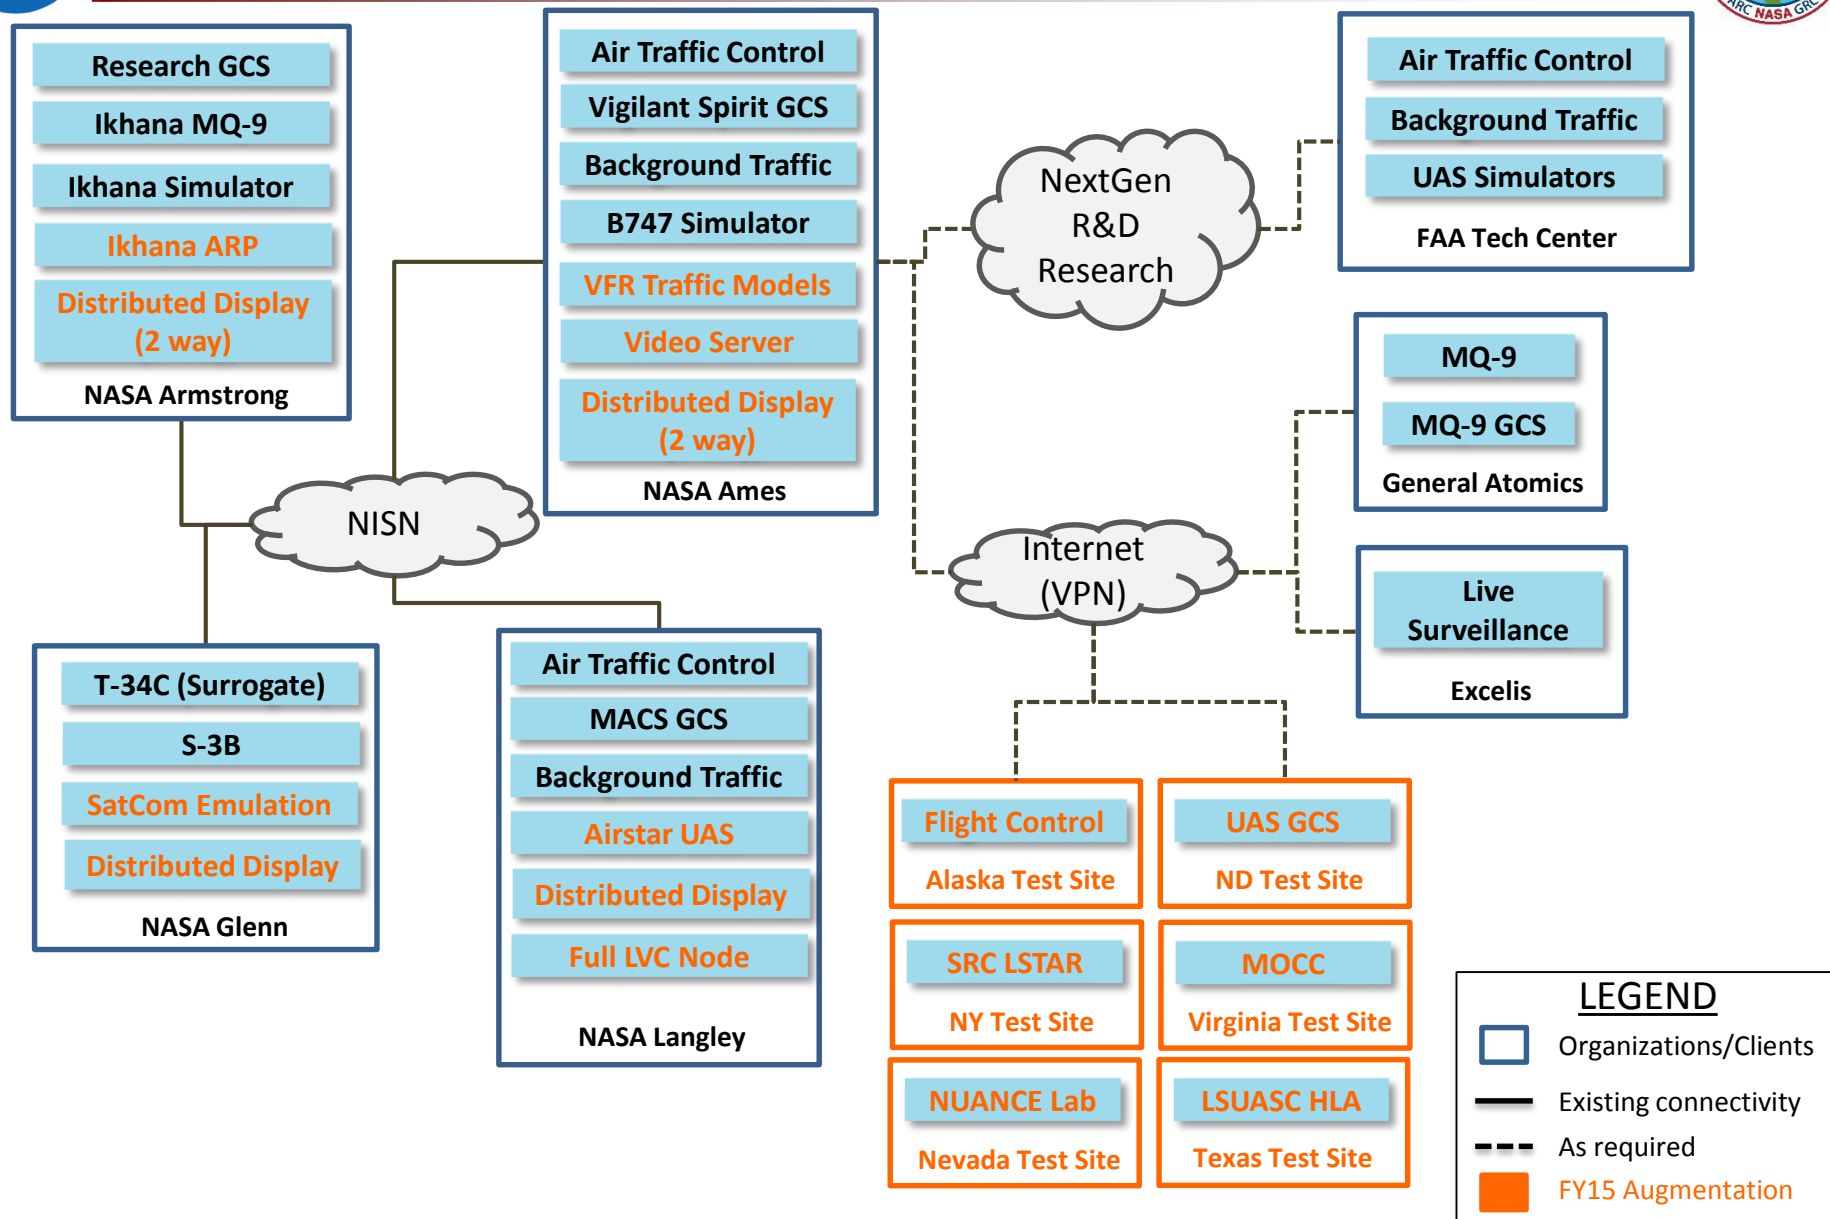 ARC NASA GRC
Research GCS
Ikhana MQ-9
Ikhana Simulator
Ikhana ARP
Distributed Display
(2 way)
NASA Armstrong
Air Traffic Control
Vigilant Spirit GCS
Background Traffic
B747 Simulator
VFR Traffic Models
Video Server
Distributed Display
(2 way)
NASA Ames
NextGen
R&D
Research
Air Traffic Control
Background Traffic
UAS Simulators
FAA Tech Center
MQ-9
MQ-9 GCS
General Atomics
NISN
Internet
(VPN)
Live
Surveillance
Excelis
T-34C (Surrogate)
S-3B
SatCom Emulation
Distributed Display
NASA Glenn
Air Traffic Control
MACS GCS
Background Traffic
Airstar UAS
Distributed Display
Full LVC Node
NASA Langley
Flight Control
Alaska Test Site
UAS GCS
ND Test Site
SRC LSTAR
NY Test Site
MOCC
Virginia Test Site
NUANCE Lab
Nevada Test Site
LSUASC HLA
Texas Test Site
LEGEND
Organizations/Clients
Existing connectivity
As required
FY15 Augmentation